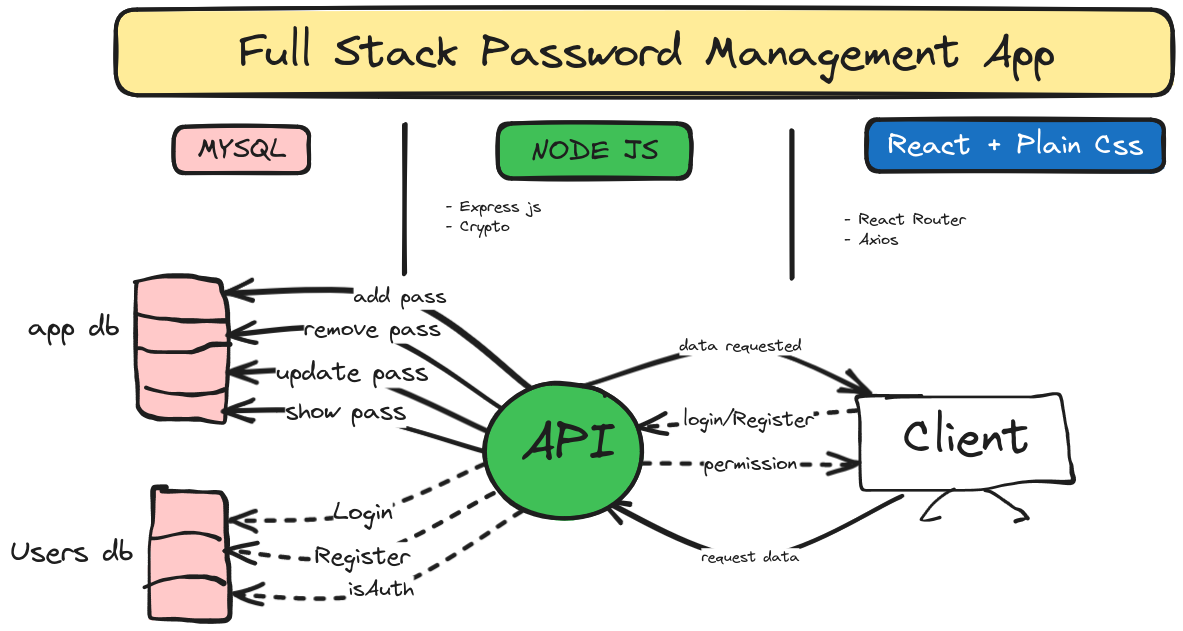 Full Stack Password Management App
MYSQL
NODE JS
React + Plain Css
- Express js
- Crypto
- React Router
- Axios
app db
add pass
remove pass
update pass
show pass
data requested
login/Register
permission
request data
API
Client
Users db
Login
Register
isAuth